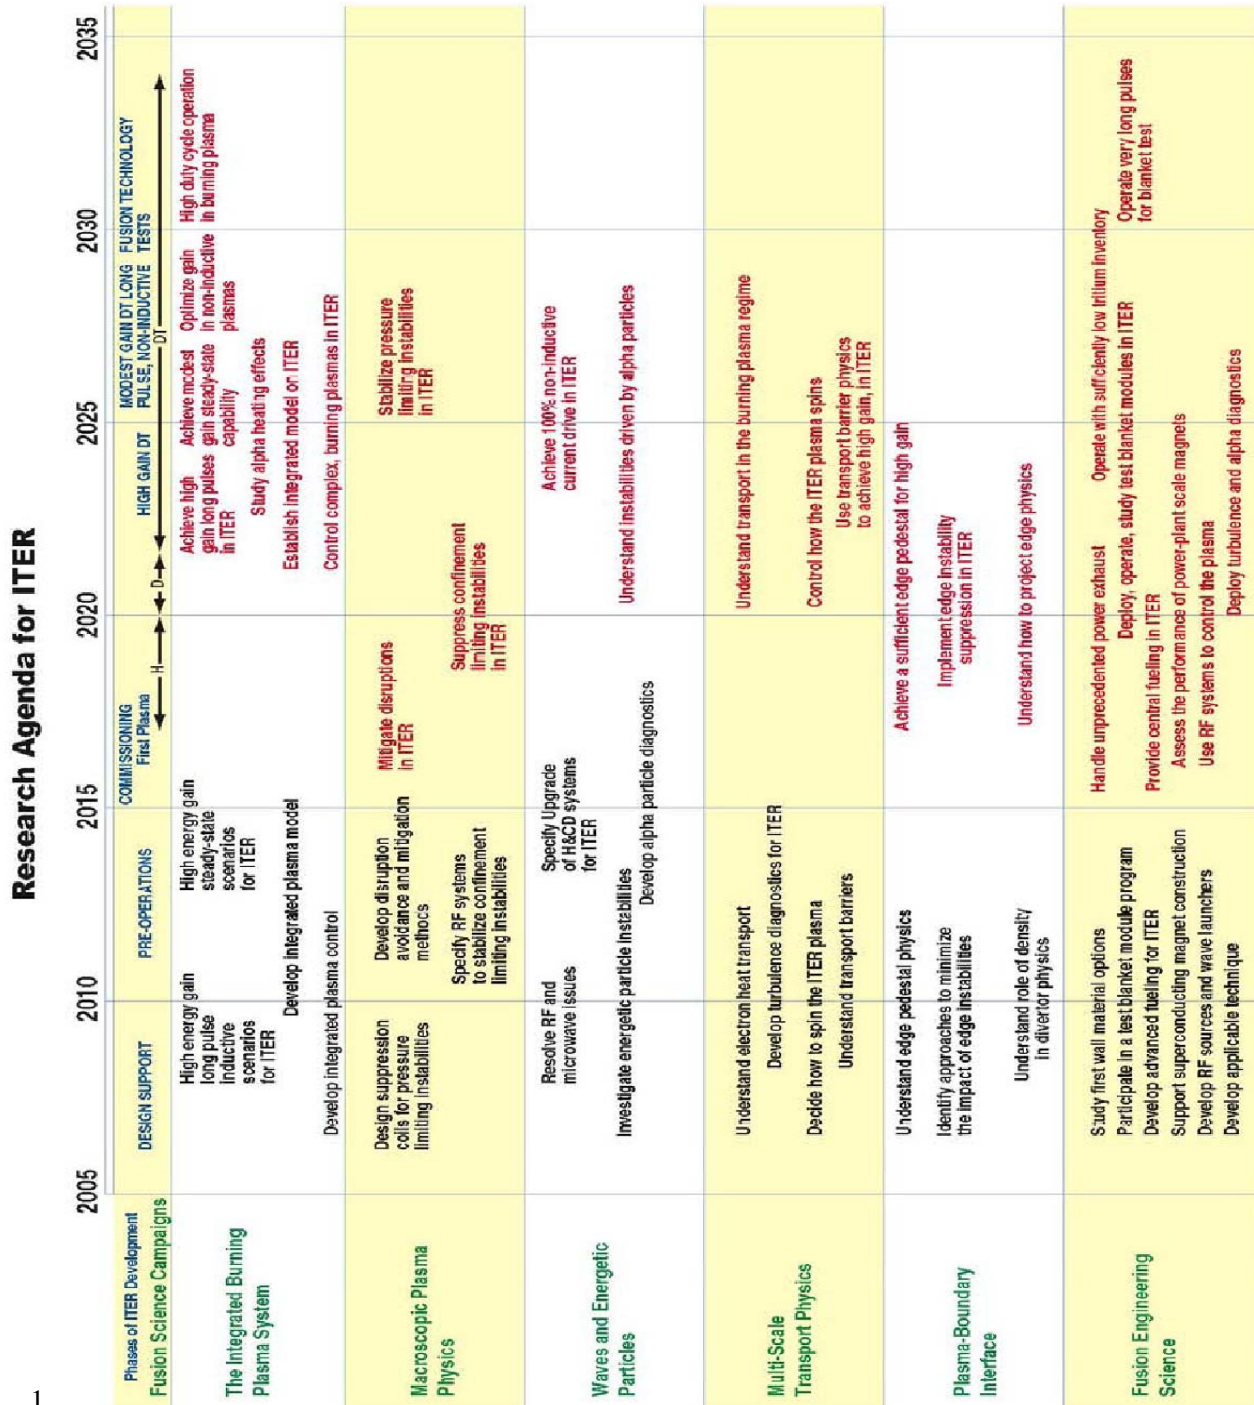 Research Agenda for ITER
2005
2010
2015
2020
2025
2030
2035
Phases of ITER Development
DESIGN SUPPORT
PRE-OPERATIONS
COMMISSIONING
First Plasma
HIGH GAIN DT
MODEST GAIN DT LONG
PULSE, NON-INDUCTIVE
FUSION TECHNOLOGY
TESTS
Fusion Science Campaigns
H
D
DT
The Integrated Burning
Plasma System
High energy gain
long pulse
inductive
scenarios
for ITER
High energy gain
steady-state
scenarios
for ITER
Develop integrated plasma model
Develop integrated plasma control
Achieve high
gain long pulses
in ITER
Achieve modest
gain steady-state
capability
Optimize gain
in non-inductive
plasmas
High duty cycle operation
in burning plasma
Study alpha heating effects
Establish integrated model on ITER
Control complex, burning plasmas in ITER
Macroscopic Plasma
Physics
Design suppression
coils for pressure
limiting instabilities
Develop disruption
avoidance and mitigation
methocs
Specify RF systems
to stabilize confinement
limiting instabilities
Mitigate disruptions
in ITER
Suppress confinement
limiting instabilities
in ITER
Stabilize pressure
limiting instabilities
in ITER
Waves and Energetic
Particles
Resolve RF and
microwave issues
Specify Upgrade
of H&CD systems
for ITER
Investigate energetic particle instabilities
Develop alpha particle diagnostics
Achieve 100% non-inductive
current drive in ITER
Understand instabilities driven by alpha particles
Multi-Scale
Transport Physics
Understand electron heat transport
Develop turbulence diagnostics for ITER
Decide how to spin the ITER plasma
Understand transport barriers
Understand transport in the burning plasma regime
Control how the ITER plasma spins
Use transport barrier physics
to achieve high gain, in ITER
Plasma-Boundary
Interface
Understand edge pedestal physics
Identify approaches to minimize
the impact of edge instabilities
Understand role of density
in divertor physics
Achieve a sufficient edge pedestal for high gain
Implement edge instability
suppression in ITER
Understand how to project edge physics
Fusion Engineering
Science
Study first wall material options
Participate in a test blanket module program
Develop advanced fueling for ITER
Support superconducting magnet construction
Develop RF sources and wave launchers
Develop applicable technique
Handle unprecedented power exhaust
Operate with sufficiently low tritium inventory
Deploy, operate, study test blanket modules in ITER
Operate very long pulses
for blanket test
Provide central fueling in ITER
Assess the performance of power-plant scale magnets
Use RF systems to control the plasma
Deploy turbulence and alpha diagnostics
1